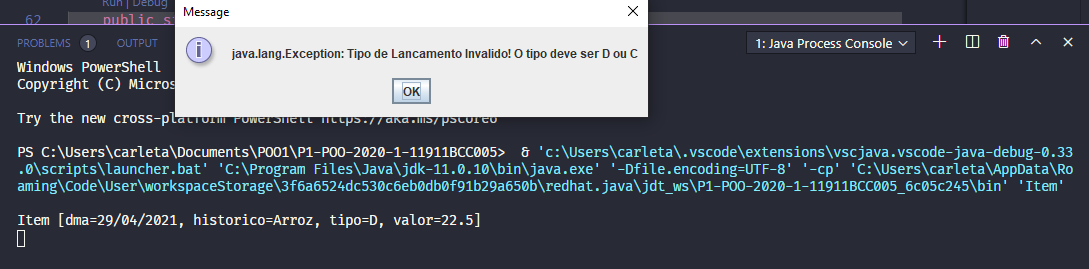 Run | Debug
62 public s
Message
java.lang.Exception: Tipo de Lancamento Invalido! O tipo deve ser D ou C
OK
PROBLEMS 1 OUTPUT
1: Java Process Console
Windows PowerShell
Copyright (C) Micros
Try the new cross-platform PowerShell https://aka.ms/pscore6
PS C:\Users\carleta\Documents\POO1\P1-POO-2020-1-11911BCC005> & 'c:\Users\carleta\.vscode\extensions\vscjava.vscode-java-debug-0.33
.0\scripts\launcher.bat' 'C:\Program Files\Java\jdk-11.0.10\bin\java.exe' '-Dfile.encoding=UTF-8' '-cp' 'C:\Users\carleta\AppData\Ro
aming\Code\User\workspaceStorage\3f6a6524dc530c6eb0db0f91b29a650b\redhat.java\jdt_ws\P1-POO-2020-1-11911BCC005_6c05c245\bin' 'Item'
Item [dma=29/04/2021, historico=Arroz, tipo=D, valor=22.5]